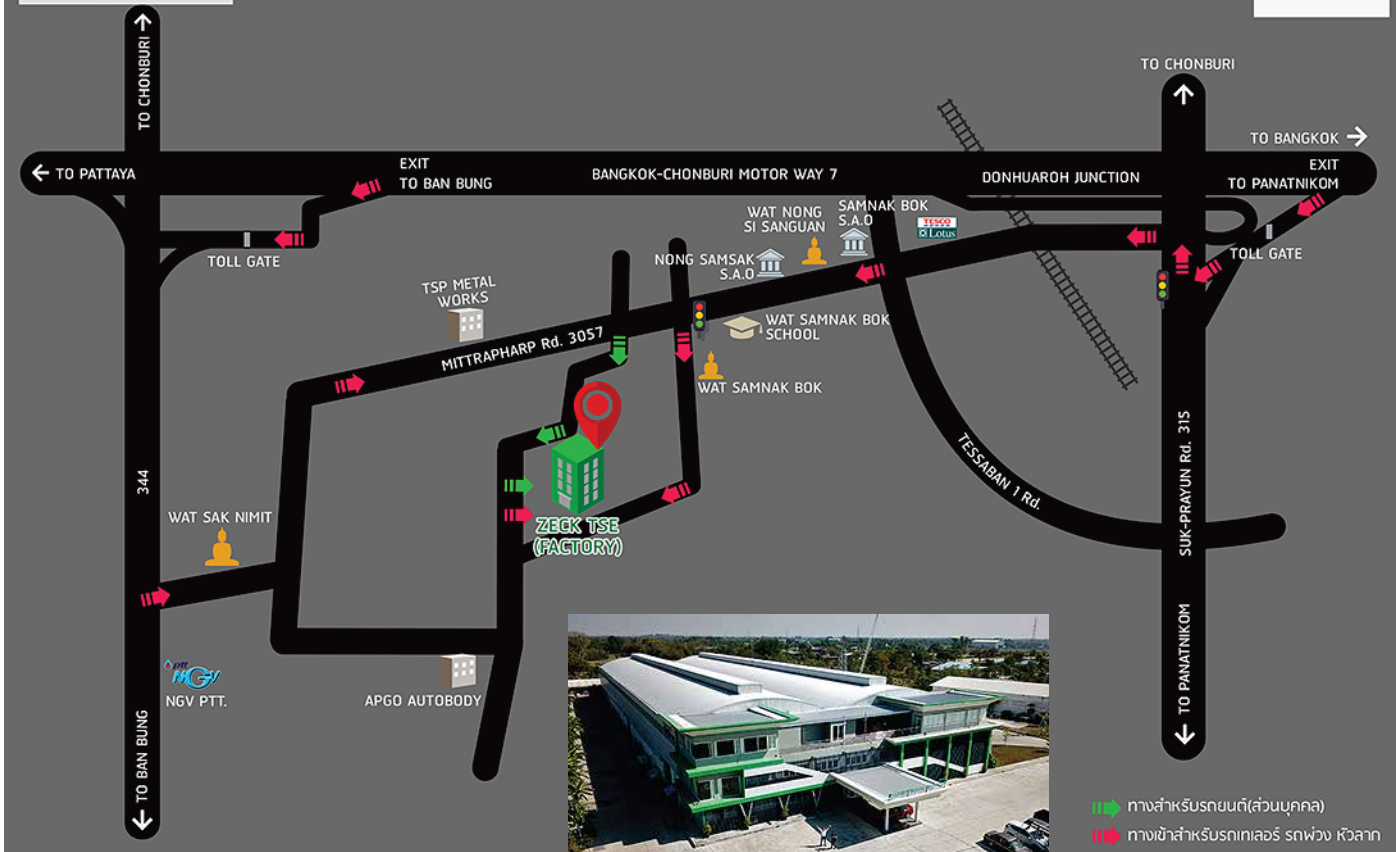 TO CHONBURI
TO CHONBURI
TO BANGKOK
TO PATTAYA
EXIT
TO BAN BUNG
BANGKOK-CHONBURI MOTOR WAY 7
DONHUAROH JUNCTION
EXIT
TO PANATNIKOM
WAT NONG
SI SANGUAN
SAMNAK BOK
S.A.O
TESCO
Lotus
TOLL GATE
NONG SAMSAK
S.A.O
TOLL GATE
TSP METAL
WORKS
MITTRAPHARP Rd. 3057
WAT SAMNAK BOK
SCHOOL
WAT SAMNAK BOK
344
TESSABAN 1 Rd.
SUK-PRAYUN Rd. 315
WAT SAK NIMIT
ZECK TSE
(FACTORY)
ptt
NGV
NGV PTT.
APGO AUTOBODY
TO BAN BUNG
TO PANATNIKOM
ทางสำหรับรถยนต์(ส่วนบุคคล)
ทางเข้าสำหรับรถเทเลอร์ รถพ่วง หัวลาก